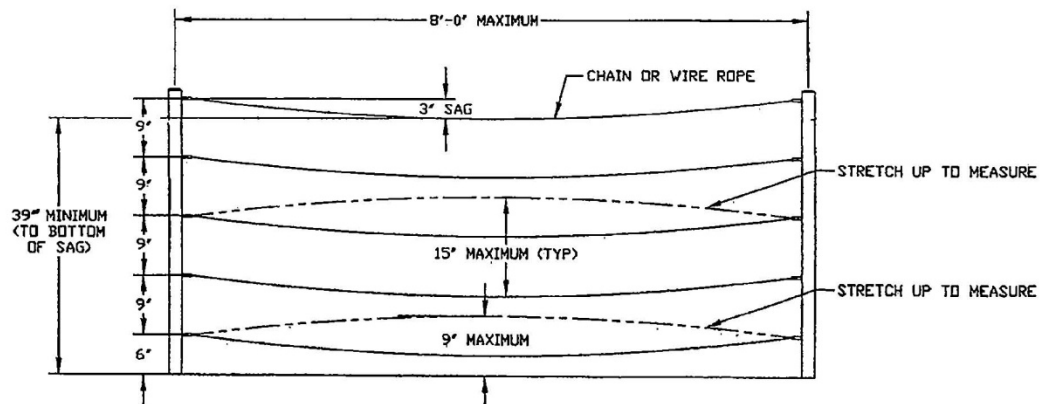 8'-0" MAXIMUM
CHAIN OR WIRE ROPE
3" SAG
9"
9"
STRETCH UP TO MEASURE
39" MINIMUM
(TO BOTTOM
OF SAG)
9"
15" MAXIMUM (TYP)
9"
STRETCH UP TO MEASURE
9" MAXIMUM
6"